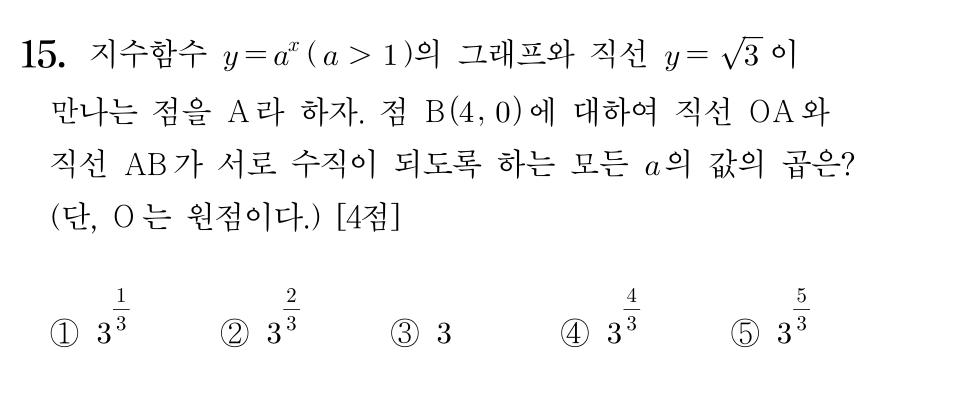 15. 지수함수 y=aˣ (a > 1)의 그래프와 직선 y= √3 이
만나는 점을 A라 하자. 점 B(4, 0)에 대하여 직선 OA와
직선 AB가 서로 수직이 되도록 하는 모든 a의 값의 곱은?
(단, O는 원점이다.) [4점]
① 3^(1/3) ② 3^(2/3) ③ 3 ④ 3^(4/3) ⑤ 3^(5/3)